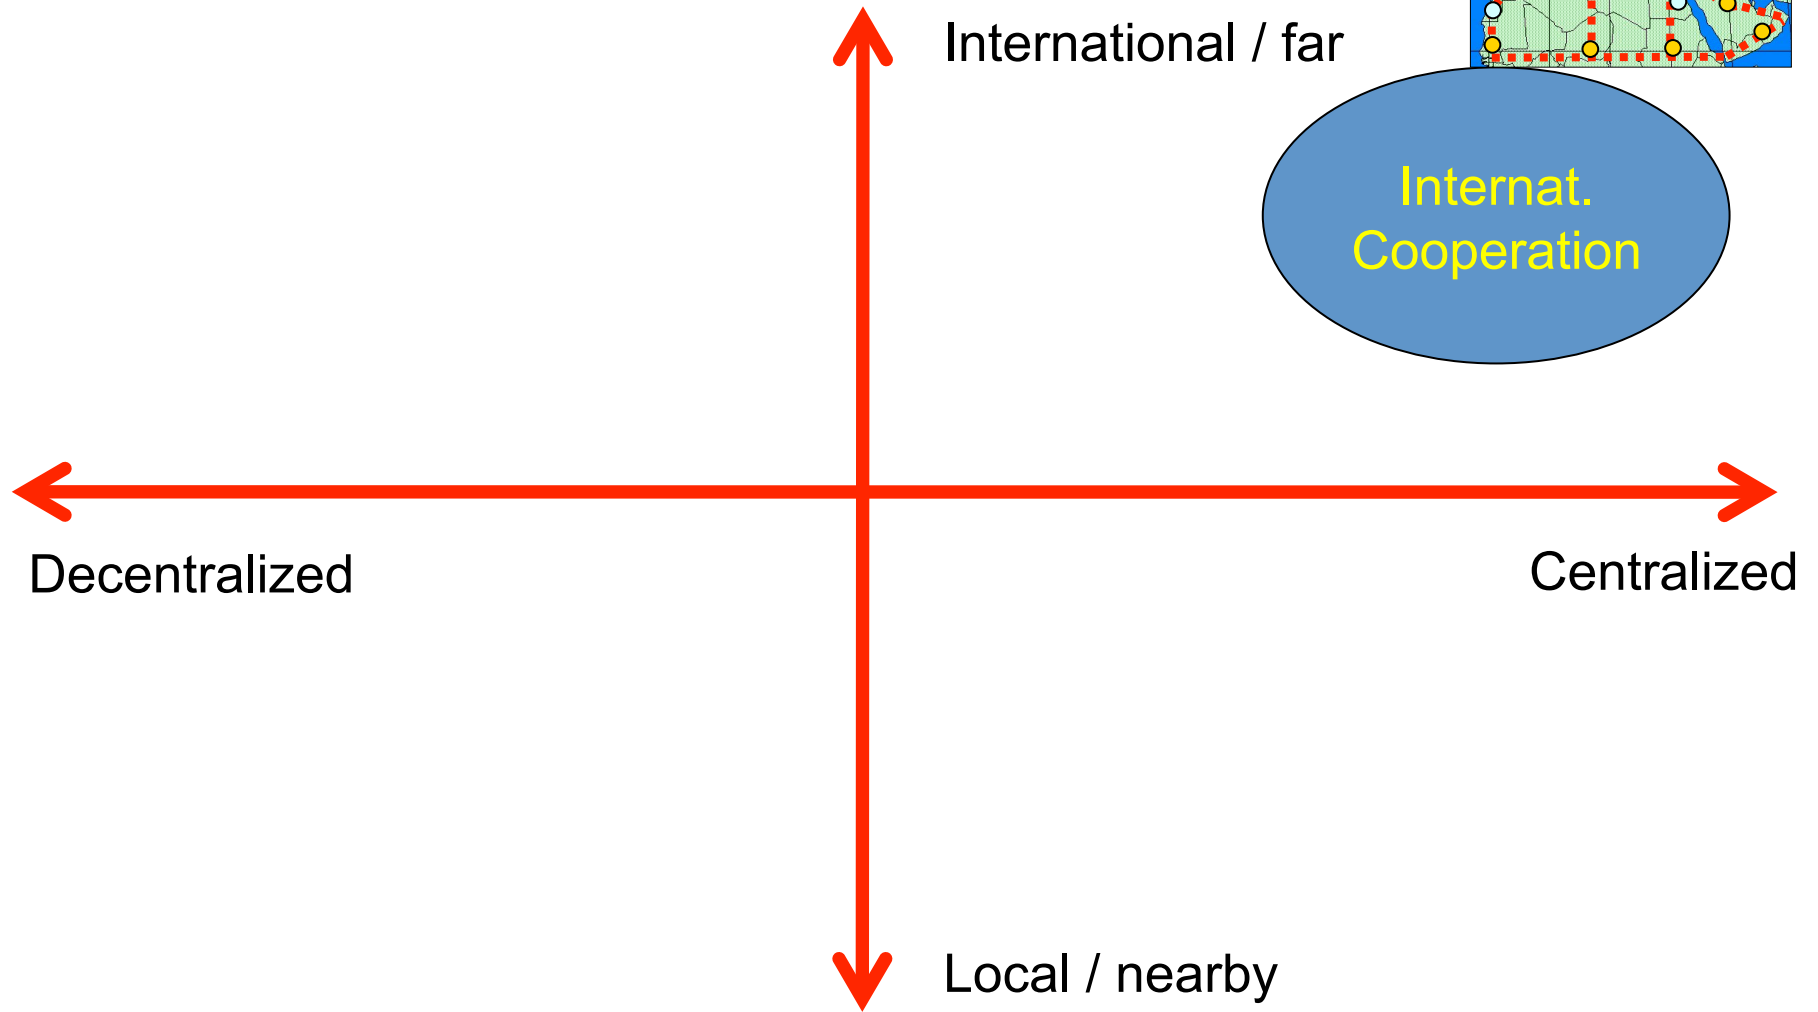 International / far
Internat.
Cooperation
Decentralized
Centralized
Local / nearby